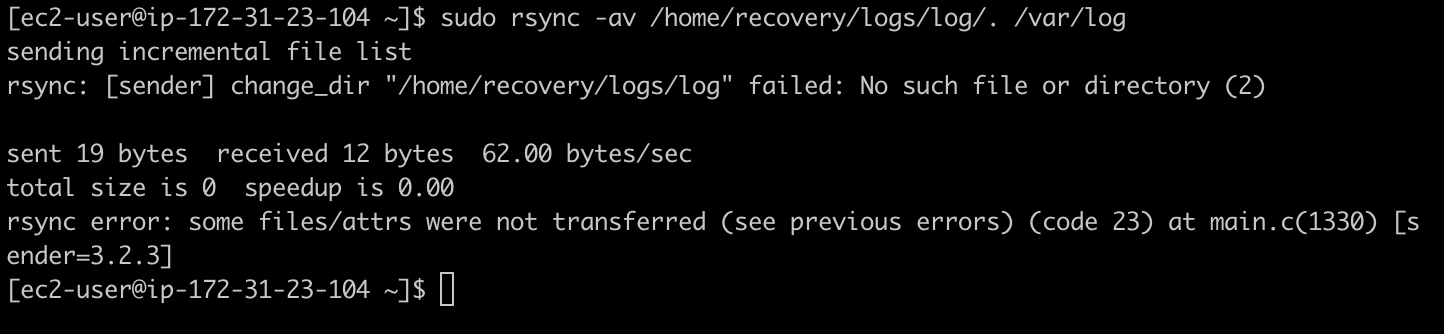 [ec2-user@ip-172-31-23-104 ~]$ sudo rsync -av /home/recovery/logs/log/. /var/log
sending incremental file list
rsync: [sender] change_dir "/home/recovery/logs/log" failed: No such file or directory (2)

sent 19 bytes  received 12 bytes  62.00 bytes/sec
total size is 0  speedup is 0.00
rsync error: some files/attrs were not transferred (see previous errors) (code 23) at main.c(1330) [s
ender=3.2.3]
[ec2-user@ip-172-31-23-104 ~]$